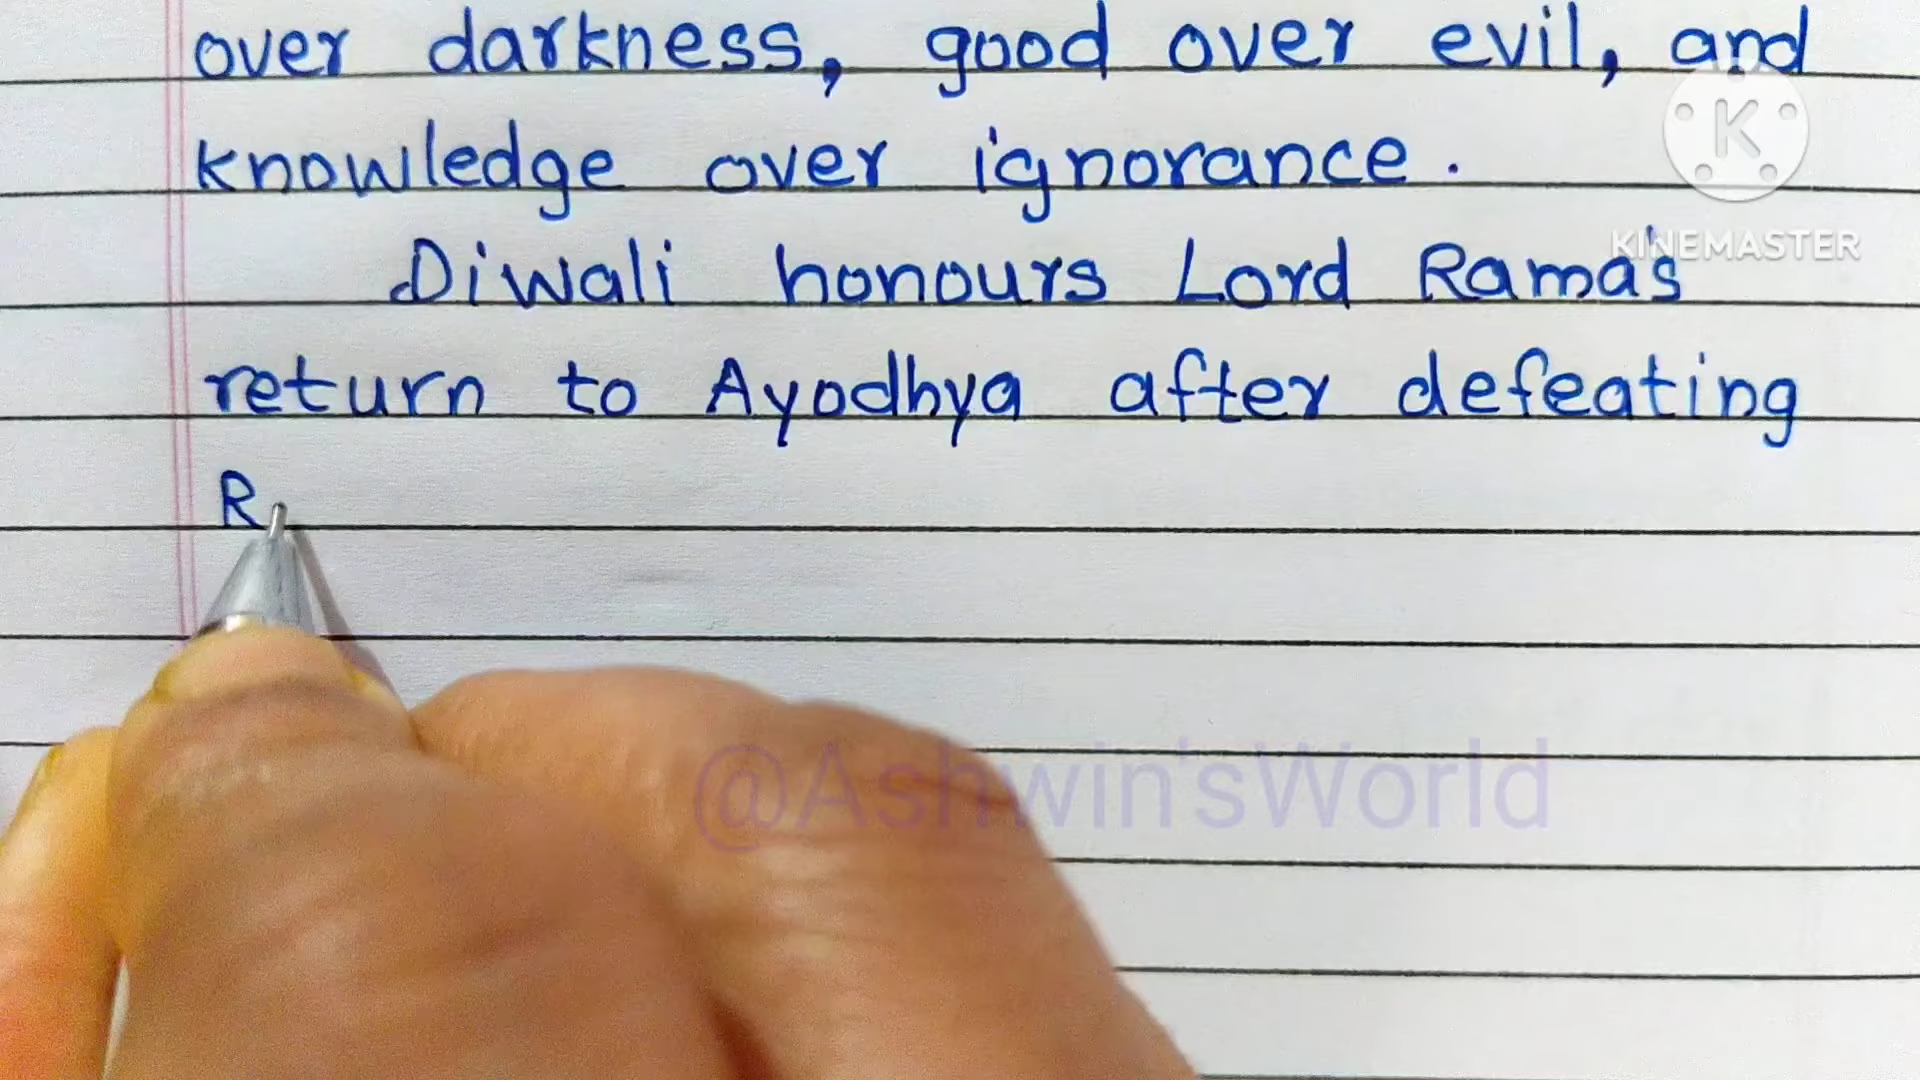 over darkness, good over evil, and
knowledge over ignorance.
Diwali honours Lord Rama's
return to Ayodhya after defeating
R
K
KINEMASTER
@Ashwin'sWorld